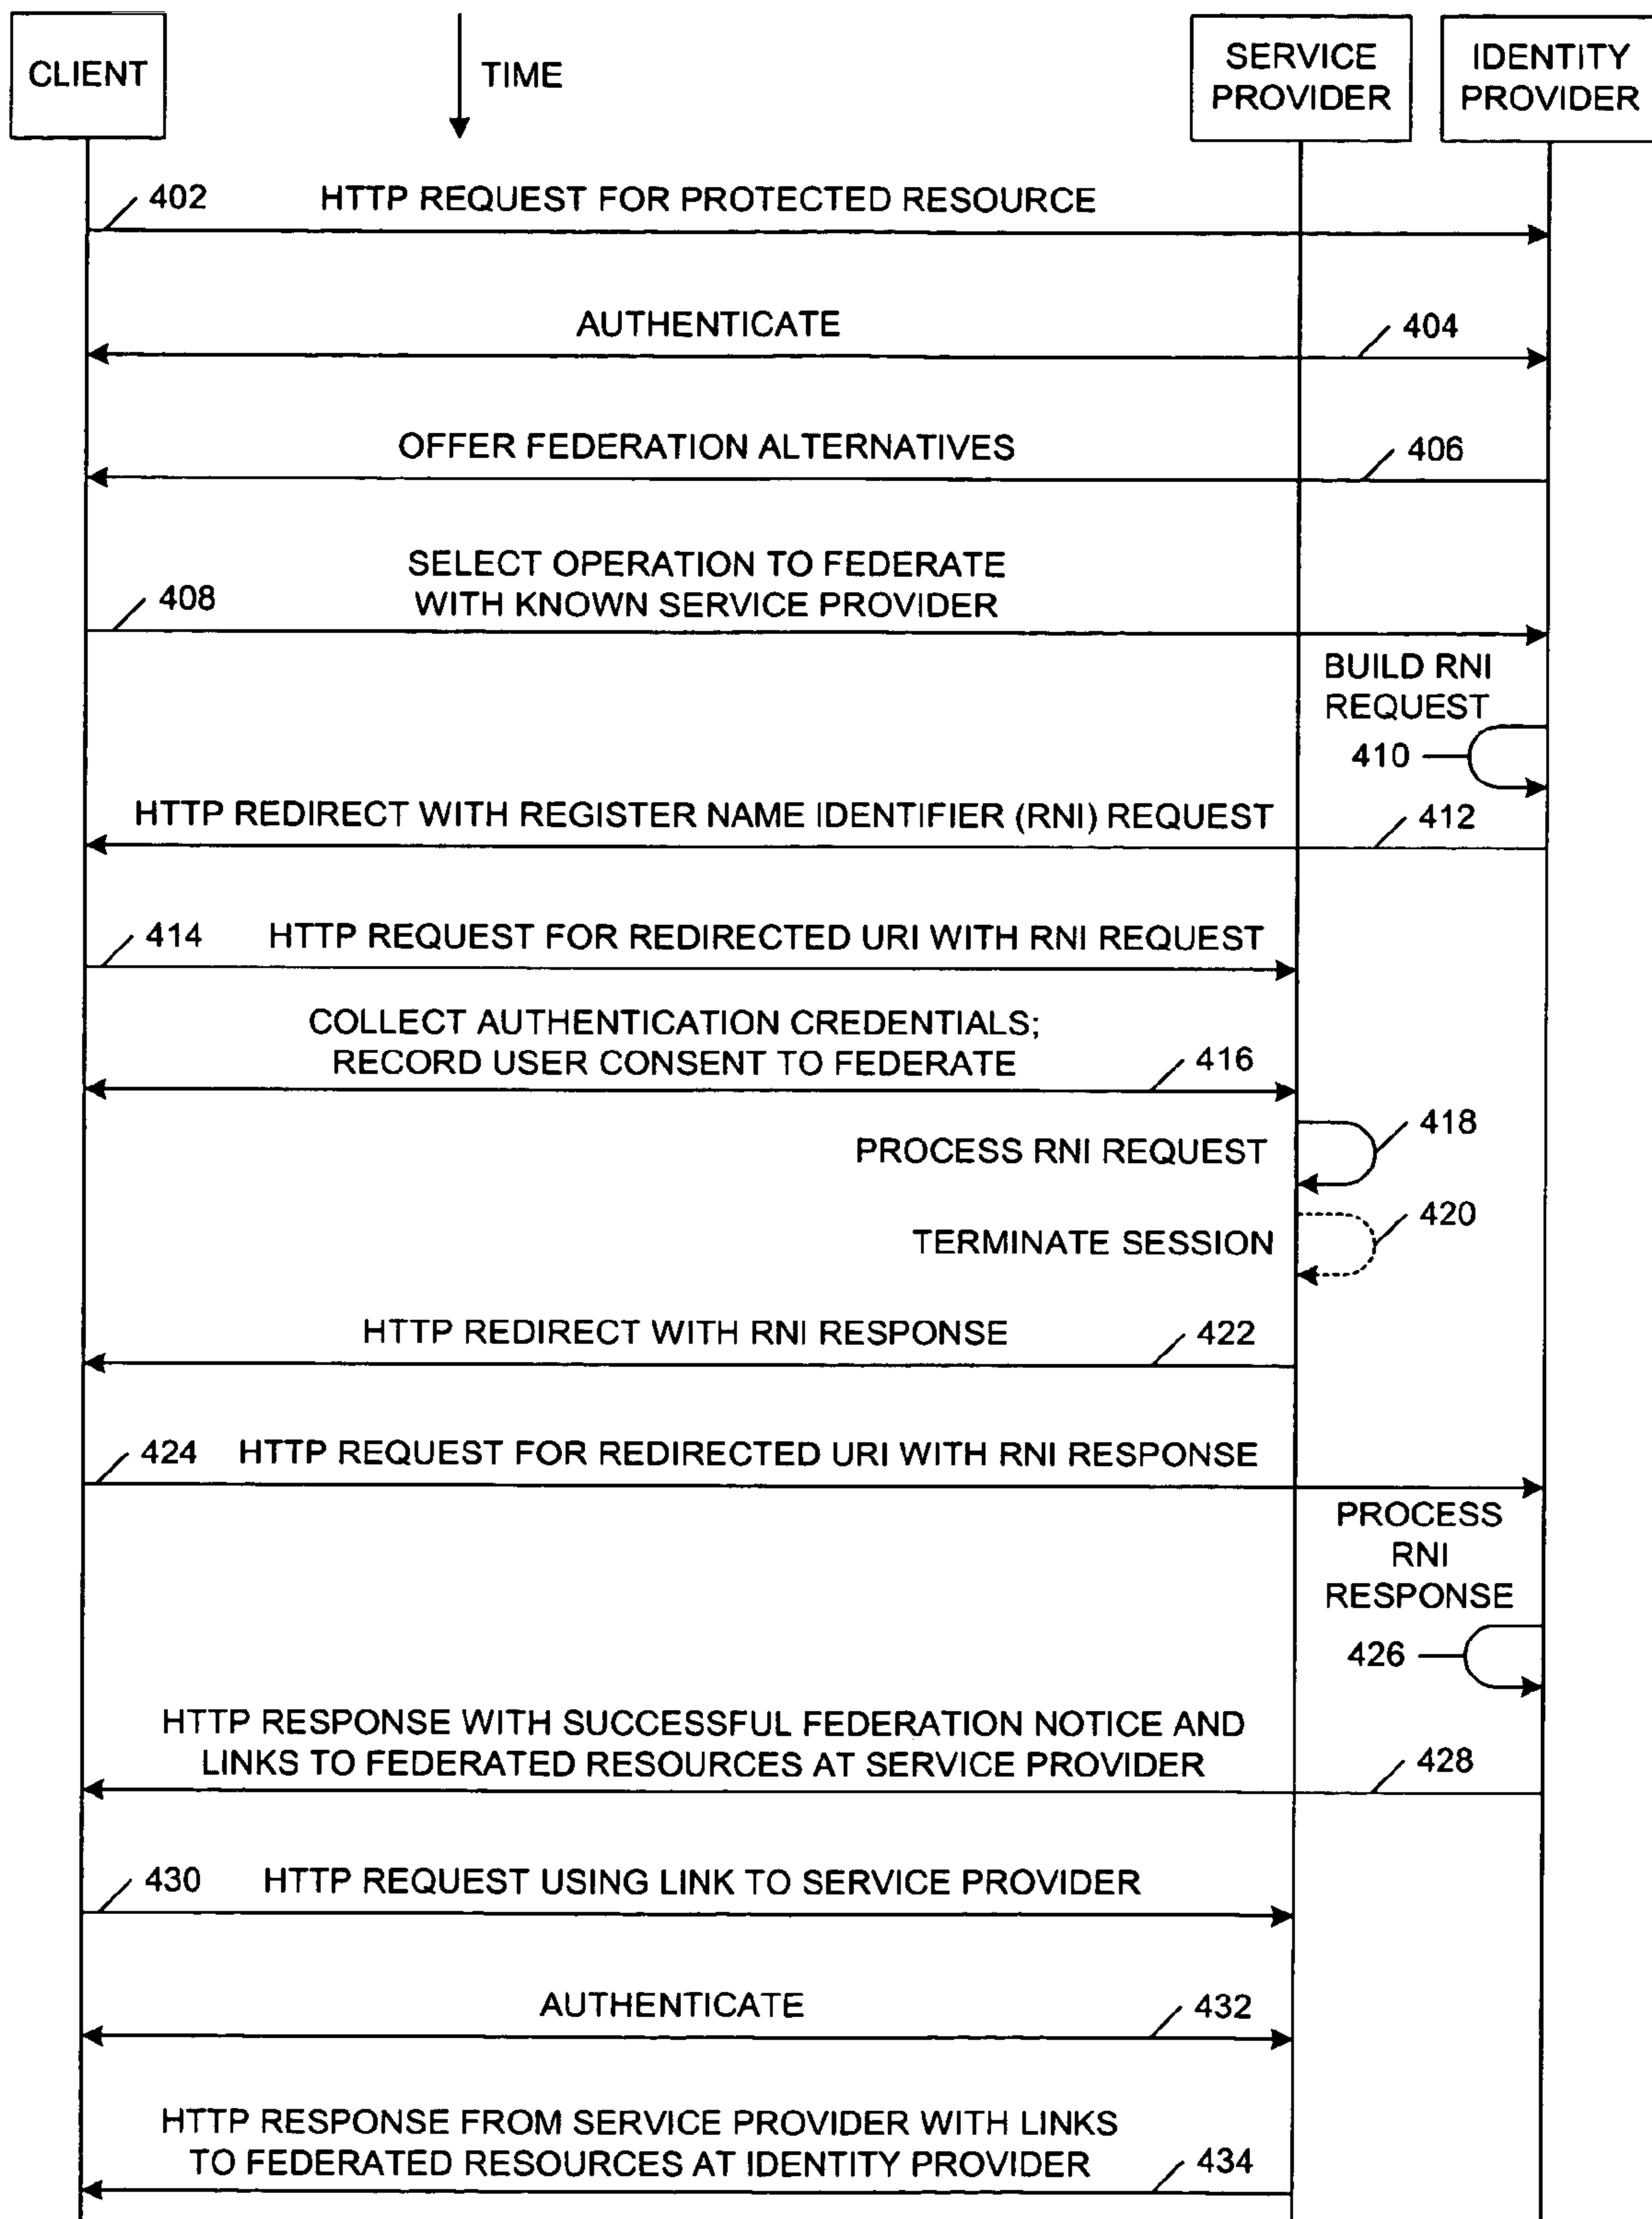 CLIENT
TIME
SERVICE
PROVIDER
IDENTITY
PROVIDER
402
HTTP REQUEST FOR PROTECTED RESOURCE
AUTHENTICATE
404
OFFER FEDERATION ALTERNATIVES
406
SELECT OPERATION TO FEDERATE
WITH KNOWN SERVICE PROVIDER
408
BUILD RNI
REQUEST
410
HTTP REDIRECT WITH REGISTER NAME IDENTIFIER (RNI) REQUEST
412
414
HTTP REQUEST FOR REDIRECTED URI WITH RNI REQUEST
COLLECT AUTHENTICATION CREDENTIALS;
RECORD USER CONSENT TO FEDERATE
416
PROCESS RNI REQUEST
418
TERMINATE SESSION
420
HTTP REDIRECT WITH RNI RESPONSE
422
424
HTTP REQUEST FOR REDIRECTED URI WITH RNI RESPONSE
PROCESS
RNI
RESPONSE
426
HTTP RESPONSE WITH SUCCESSFUL FEDERATION NOTICE AND
LINKS TO FEDERATED RESOURCES AT SERVICE PROVIDER
428
430
HTTP REQUEST USING LINK TO SERVICE PROVIDER
AUTHENTICATE
432
HTTP RESPONSE FROM SERVICE PROVIDER WITH LINKS
TO FEDERATED RESOURCES AT IDENTITY PROVIDER
434